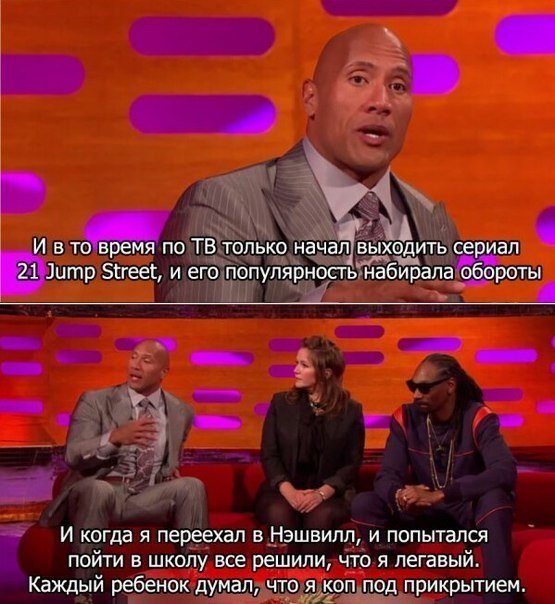 И в то время по ТВ только начал выходить сериал
21 Jump Street, и его популярность набирала обороты
И когда я переехал в Нэшвилл, и попытался
пойти в школу все решили, что я легавый.
Каждый ребенок думал, что я коп под прикрытием.